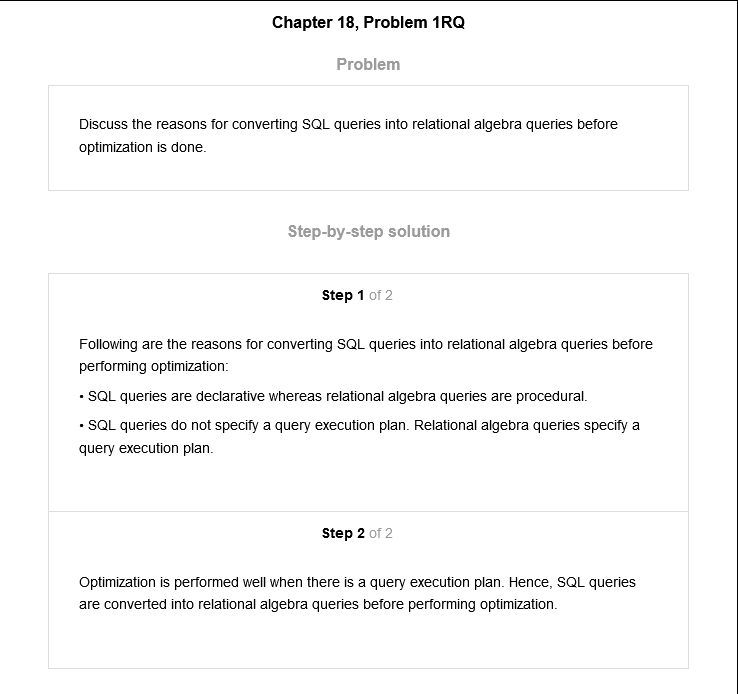 Chapter 18, Problem 1RQ
Problem
Discuss the reasons for converting SQL queries into relational algebra queries before
optimization is done.
Step-by-step solution
Step 1 of 2
Following are the reasons for converting SQL queries into relational algebra queries before
performing optimization:
• SQL queries are declarative whereas relational algebra queries are procedural.
• SQL queries do not specify a query execution plan. Relational algebra queries specify a
query execution plan.
Step 2 of 2
Optimization is performed well when there is a query execution plan. Hence, SQL queries
are converted into relational algebra queries before performing optimization.